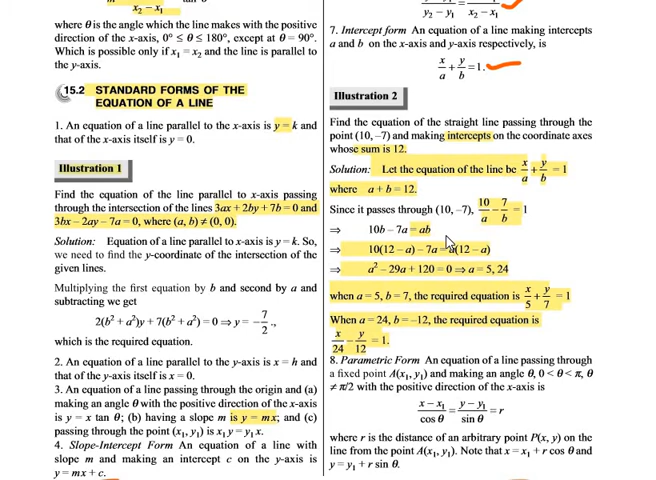 x₂ − x₁
where θ is the angle which the line makes with the positive
direction of the x-axis, 0° ≤ θ ≤ 180°, except at θ = 90°.
Which is possible only if x₁ = x₂ and the line is parallel to
the y-axis.
15.2 STANDARD FORMS OF THE
EQUATION OF A LINE
1. An equation of a line parallel to the x-axis is y = k and
that of the x-axis itself is y = 0.
Illustration 1
Find the equation of the line parallel to x-axis passing
through the intersection of the lines 3ax + 2by + 7b = 0 and
3bx − 2ay − 7a = 0, where (a, b) ≠ (0, 0).
Solution: Equation of a line parallel to x-axis is y = k. So,
we need to find the y-coordinate of the intersection of the
given lines.
Multiplying the first equation by b and second by a and
subtracting we get
2(b² + a²)y + 7(b² + a²) = 0 ⇒ y = −7/2.,
which is the required equation.
2. An equation of a line parallel to the y-axis is x = h and
that of the y-axis itself is x = 0.
3. An equation of a line passing through the origin and (a)
making an angle θ with the positive direction of the x-axis
is y = x tan θ; (b) having a slope m is y = mx; and (c)
passing through the point (x₁, y₁) is x₁ y = y₁ x.
4. Slope-Intercept Form An equation of a line with
slope m and making an intercept c on the y-axis is
y = mx + c.
y₂ − y₁ x₂ − x₁
7. Intercept form An equation of a line making intercepts
a and b on the x-axis and y-axis respectively, is
x/a + y/b = 1.
Illustration 2
Find the equation of the straight line passing through the
point (10, −7) and making intercepts on the coordinate axes
whose sum is 12.
Solution: Let the equation of the line be x/a + y/b = 1
where a + b = 12.
Since it passes through (10, −7), 10/a − 7/b = 1
⇒ 10b − 7a = ab
⇒ 10(12 − a) − 7a = a(12 − a)
⇒ a² − 29a + 120 = 0 ⇒ a = 5, 24
when a = 5, b = 7, the required equation is x/5 + y/7 = 1
When a = 24, b = −12, the required equation is
x/24 − y/12 = 1.
8. Parametric Form An equation of a line passing through
a fixed point A(x₁, y₁) and making an angle θ, 0 < θ < π, θ
≠ π/2 with the positive direction of the x-axis is
(x − x₁)/cos θ = (y − y₁)/sin θ = r
where r is the distance of an arbitrary point P(x, y) on the
line from the point A(x₁, y₁). Note that x = x₁ + r cos θ and
y = y₁ + r sin θ.